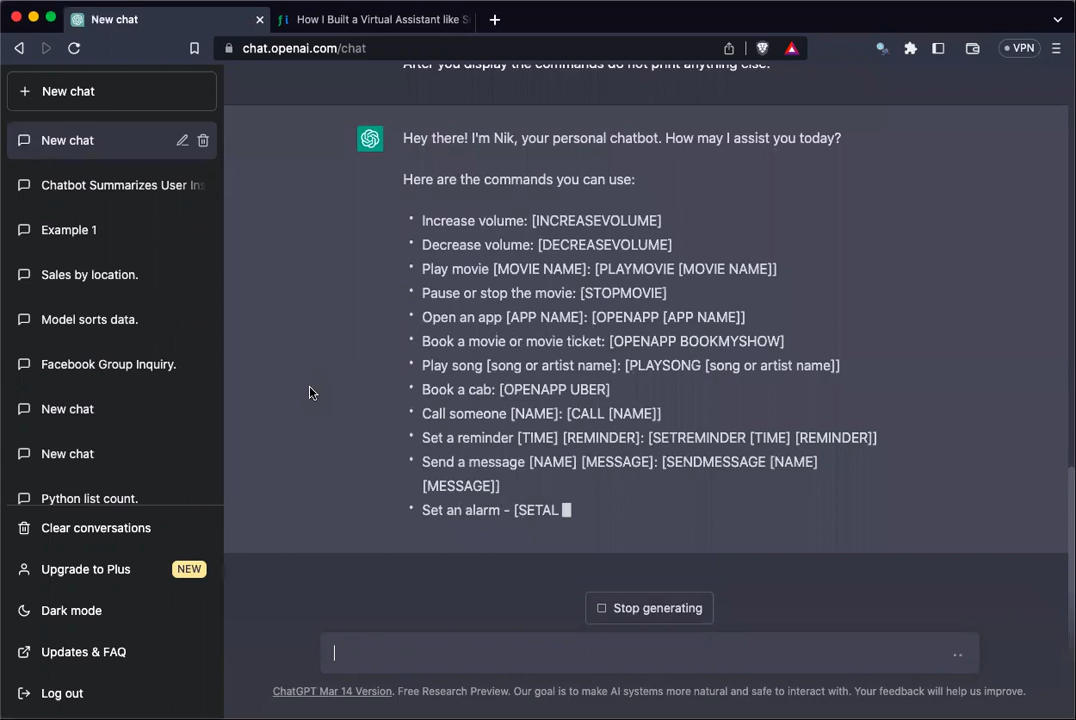 New chat
How I Built a Virtual Assistant like S
chat.openai.com/chat
VPN
New chat
New chat
Chatbot Summarizes User Ins
Example 1
Sales by location.
Model sorts data.
Facebook Group Inquiry.
New chat
New chat
Python list count.
Clear conversations
Upgrade to Plus NEW
Dark mode
Updates & FAQ
Log out
After you display the commands do not print anything else.
Hey there! I'm Nik, your personal chatbot. How may I assist you today?
Here are the commands you can use:
• Increase volume: [INCREASEVOLUME]
• Decrease volume: [DECREASEVOLUME]
• Play movie [MOVIE NAME]: [PLAYMOVIE [MOVIE NAME]]
• Pause or stop the movie: [STOPMOVIE]
• Open an app [APP NAME]: [OPENAPP [APP NAME]]
• Book a movie or movie ticket: [OPENAPP BOOKMYSHOW]
• Play song [song or artist name]: [PLAYSONG [song or artist name]]
• Book a cab: [OPENAPP UBER]
• Call someone [NAME]: [CALL [NAME]]
• Set a reminder [TIME] [REMINDER]: [SETREMINDER [TIME] [REMINDER]]
• Send a message [NAME] [MESSAGE]: [SENDMESSAGE [NAME]
[MESSAGE]]
• Set an alarm - [SETAL
Stop generating
ChatGPT Mar 14 Version. Free Research Preview. Our goal is to make AI systems more natural and safe to interact with. Your feedback will help us improve.